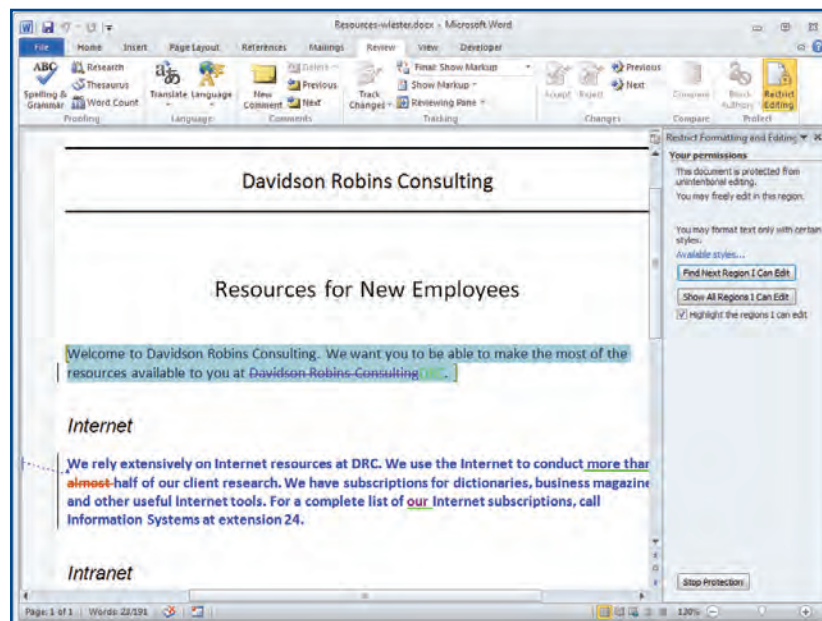 Resources-wlester.docx - Microsoft Word
File Home Insert Page Layout References Mailings Review View Developer
ABC Research
Thesaurus
Spelling & Grammar Word Count
Proofing
Translate Language
Language
New Comment Delete
Previous
Next
Comments
Track Changes Final: Show Markup
Show Markup
Reviewing Pane
Tracking
Accept Reject Previous
Next
Changes
Compare
Compare
Block Authors Restrict Editing
Protect
Restrict Formatting and Editing
Your permissions
This document is protected from
unintentional editing.
You may freely edit in this region.
You may format text only with certain
styles.
Available styles...
Find Next Region I Can Edit
Show All Regions I Can Edit
Highlight the regions I can edit
Stop Protection
Davidson Robins Consulting
Resources for New Employees
Welcome to Davidson Robins Consulting. We want you to be able to make the most of the
resources available to you at Davidson Robins Consulting DRC.
Internet
We rely extensively on Internet resources at DRC. We use the Internet to conduct more than
almost half of our client research. We have subscriptions for dictionaries, business magazine
and other useful Internet tools. For a complete list of our Internet subscriptions, call
Information Systems at extension 24.
Intranet
Page: 1 of 1 Words: 23/191 120%